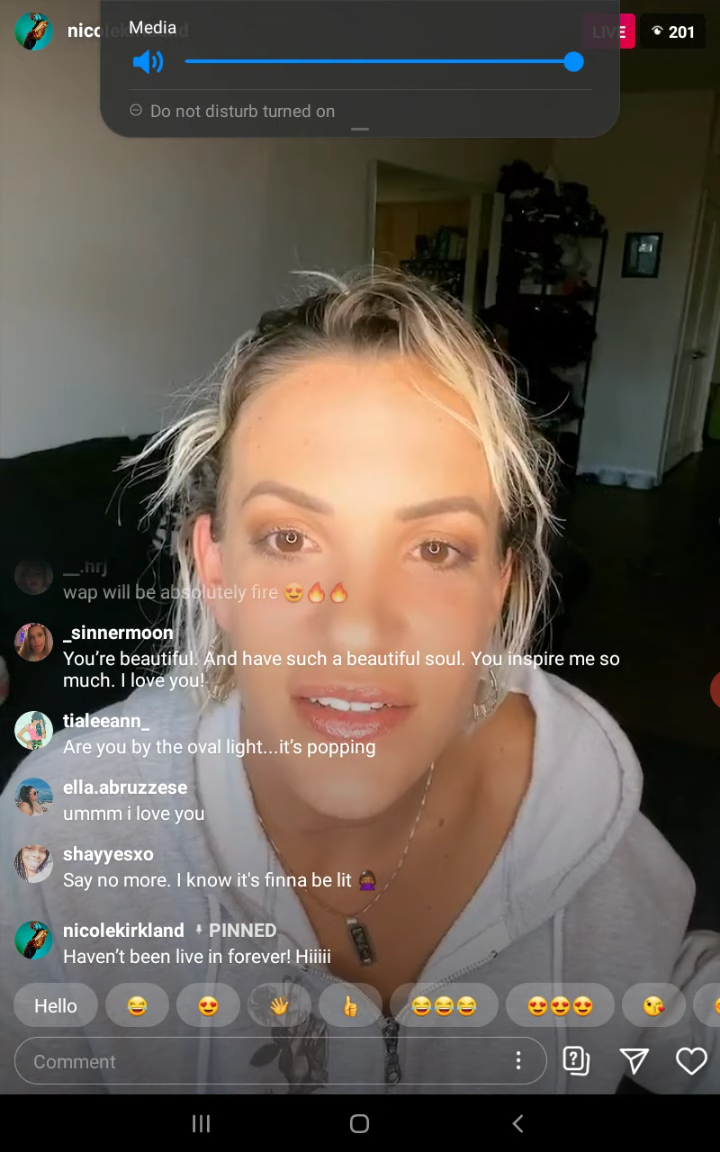 Media
nicolekirkland
LIVE
201
Do not disturb turned on
__.hrj
wap will be absolutely fire 😍🔥🔥
_sinnermoon
You're beautiful. And have such a beautiful soul. You inspire me so
much. I love you!
tialeeann_
Are you by the oval light...it's popping
ella.abruzzese
ummm i love you
shayyesxo
Say no more. I know it's finna be lit 🙇🏾‍♀️
nicolekirkland PINNED
Haven't been live in forever! Hiiiii
Hello 😂 😍 👋 👍 😂😂😂 😍😍😍 😘
Comment